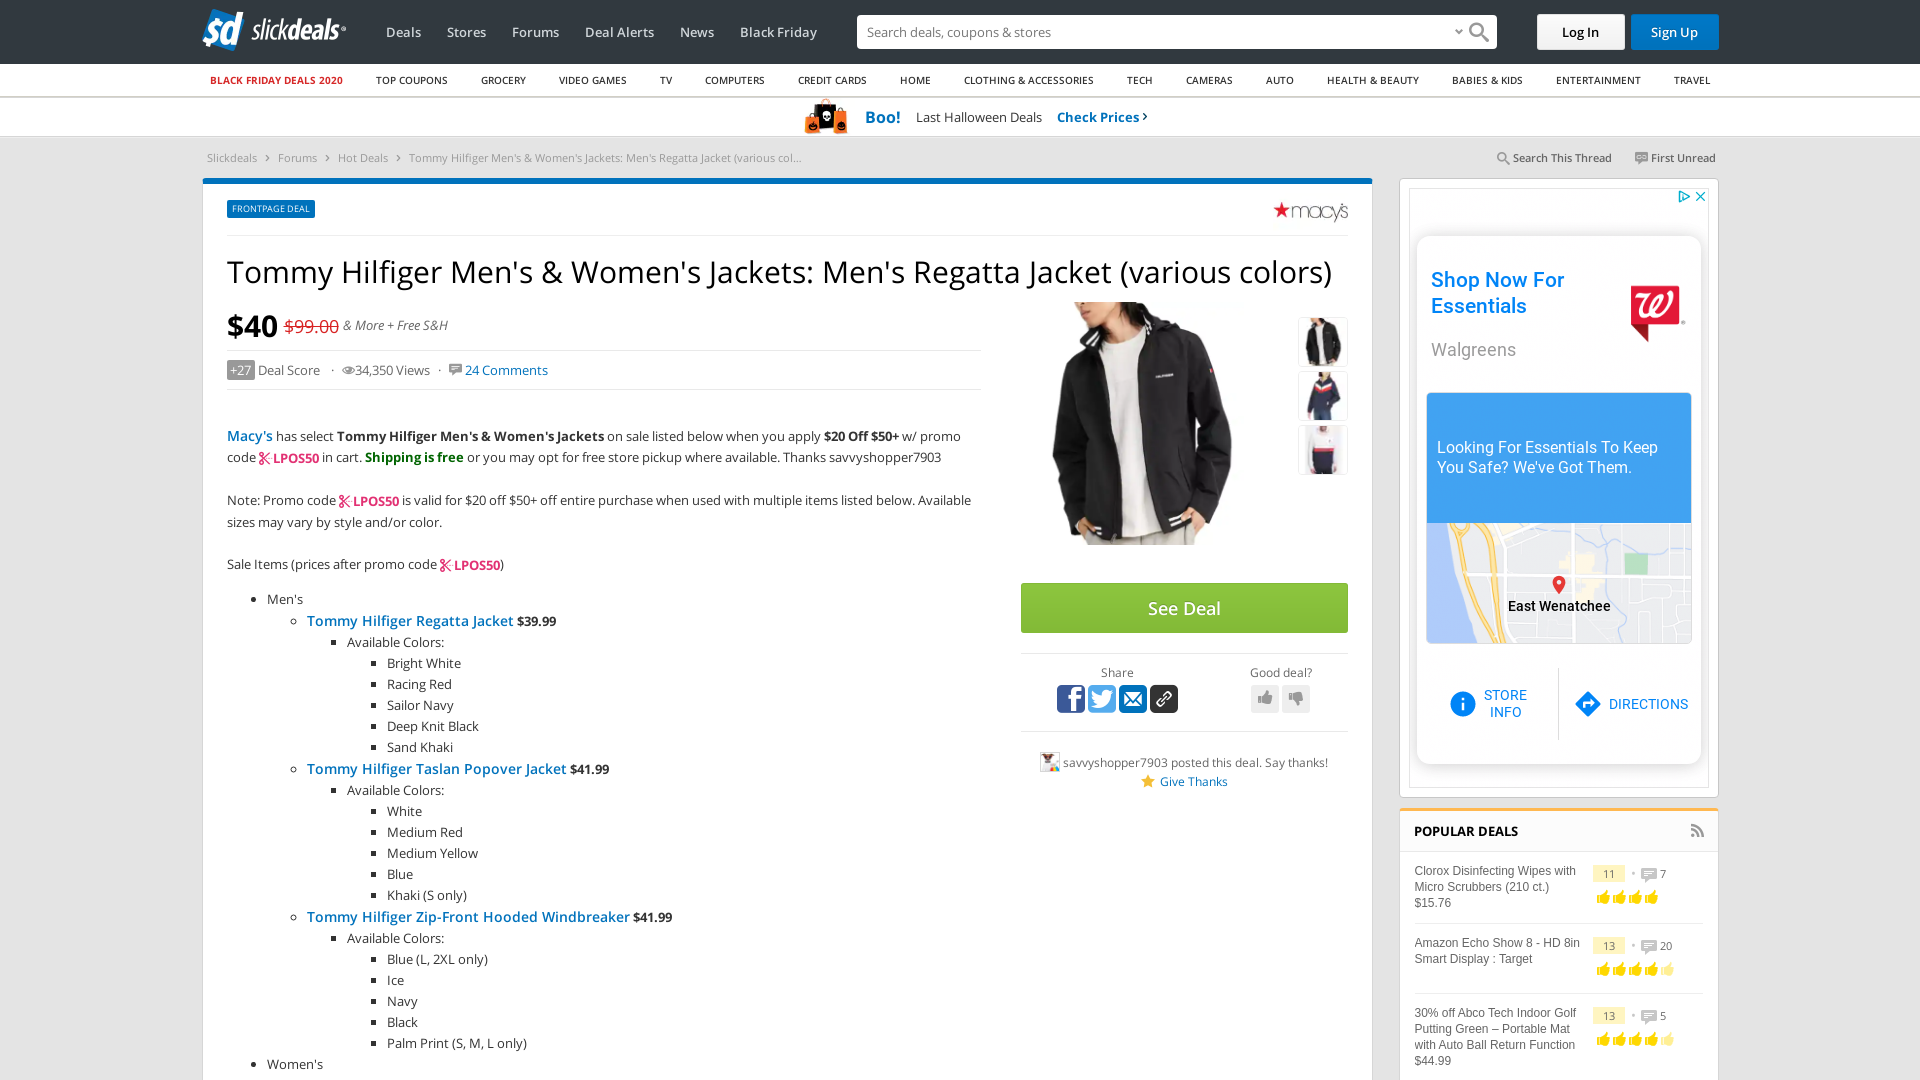 slickdeals
Deals
Stores
Forums
Deal Alerts
News
Black Friday
Search deals, coupons & stores
Log In
Sign Up
BLACK FRIDAY DEALS 2020
TOP COUPONS
GROCERY
VIDEO GAMES
TV
COMPUTERS
CREDIT CARDS
HOME
CLOTHING & ACCESSORIES
TECH
CAMERAS
AUTO
HEALTH & BEAUTY
BABIES & KIDS
ENTERTAINMENT
TRAVEL
Boo! Last Halloween Deals Check Prices
Slickdeals > Forums > Hot Deals > Tommy Hilfiger Men's & Women's Jackets: Men's Regatta Jacket (various col...
Search This Thread
First Unread
FRONTPAGE DEAL
macy's
Tommy Hilfiger Men's & Women's Jackets: Men's Regatta Jacket (various colors)
$40 $99.00 & More + Free S&H
+27 Deal Score · 34,350 Views · 24 Comments
Macy's has select Tommy Hilfiger Men's & Women's Jackets on sale listed below when you apply $20 Off $50+ w/ promo
code LPOS50 in cart. Shipping is free or you may opt for free store pickup where available. Thanks savvyshopper7903
Note: Promo code LPOS50 is valid for $20 off $50+ off entire purchase when used with multiple items listed below. Available
sizes may vary by style and/or color.
Sale Items (prices after promo code LPOS50)
Men's
Tommy Hilfiger Regatta Jacket $39.99
Available Colors:
Bright White
Racing Red
Sailor Navy
Deep Knit Black
Sand Khaki
Tommy Hilfiger Taslan Popover Jacket $41.99
Available Colors:
White
Medium Red
Medium Yellow
Blue
Khaki (S only)
Tommy Hilfiger Zip-Front Hooded Windbreaker $41.99
Available Colors:
Blue (L, 2XL only)
Ice
Navy
Black
Palm Print (S, M, L only)
Women's
See Deal
Share
Good deal?
savvyshopper7903 posted this deal. Say thanks!
Give Thanks
Shop Now For
Essentials
Walgreens
Looking For Essentials To Keep
You Safe? We've Got Them.
East Wenatchee
STORE
INFO
DIRECTIONS
POPULAR DEALS
Clorox Disinfecting Wipes with
Micro Scrubbers (210 ct.)
$15.76
11 • 7
Amazon Echo Show 8 - HD 8in
Smart Display : Target
13 • 20
30% off Abco Tech Indoor Golf
Putting Green – Portable Mat
with Auto Ball Return Function
$44.99
13 • 5